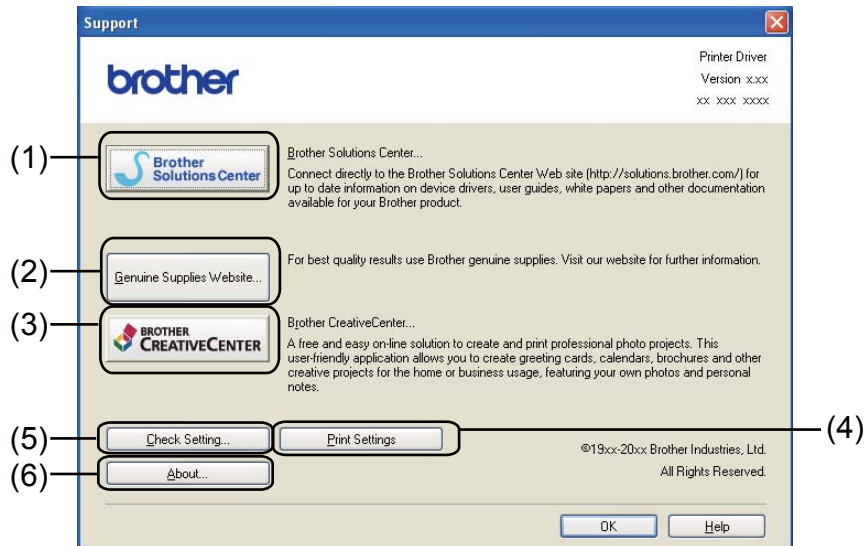 Support
brother
Printer Driver
Version x.xx
xx xxx xxxx
(1)
Brother
Solutions Center
Brother Solutions Center...
Connect directly to the Brother Solutions Center Web site (http://solutions.brother.com/) for
up to date information on device drivers, user guides, white papers and other documentation
available for your Brother product.
(2)
Genuine Supplies Website...
For best quality results use Brother genuine supplies. Visit our website for further information.
(3)
BROTHER
CREATIVECENTER
Brother CreativeCenter...
A free and easy on-line solution to create and print professional photo projects. This
user-friendly application allows you to create greeting cards, calendars, brochures and other
creative projects for the home or business usage, featuring your own photos and personal
notes.
(5)
Check Setting...
Print Settings
(4)
©19xx-20xx Brother Industries, Ltd.
(6)
About...
All Rights Reserved.
OK
Help